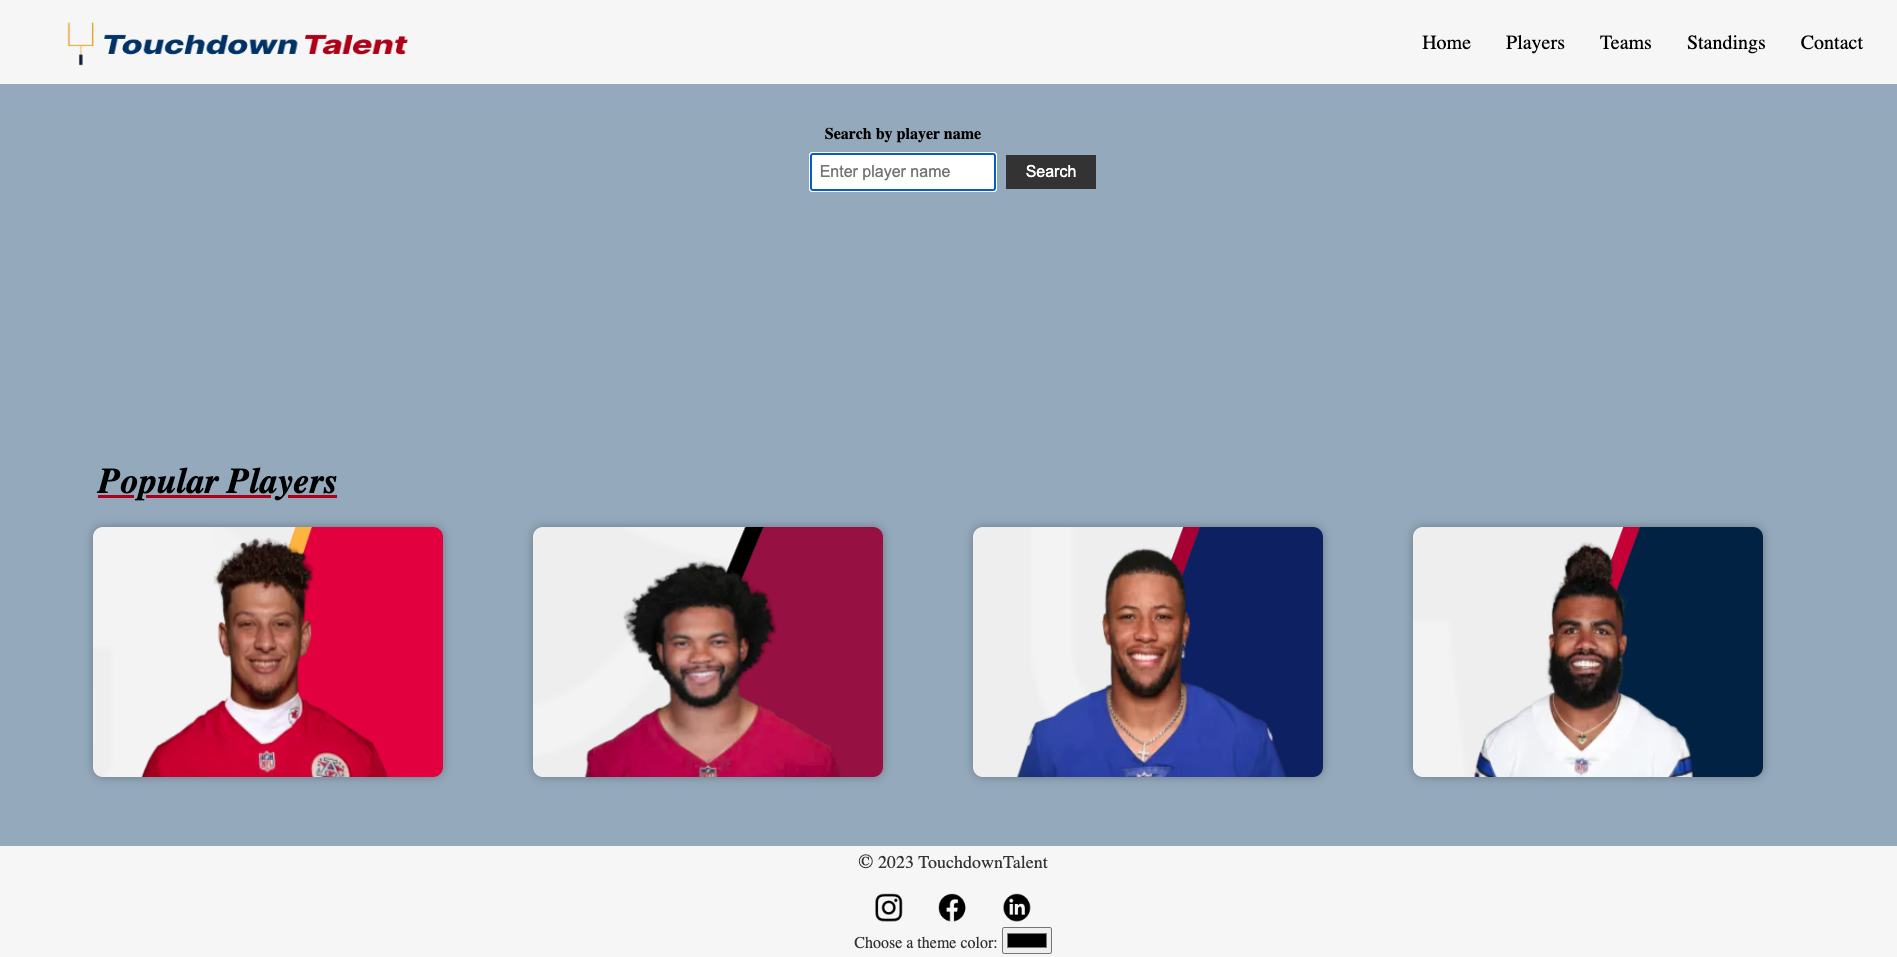 Touchdown Talent
Home Players Teams Standings Contact
Search by player name
Enter player name Search
Popular Players
© 2023 TouchdownTalent
Choose a theme color: